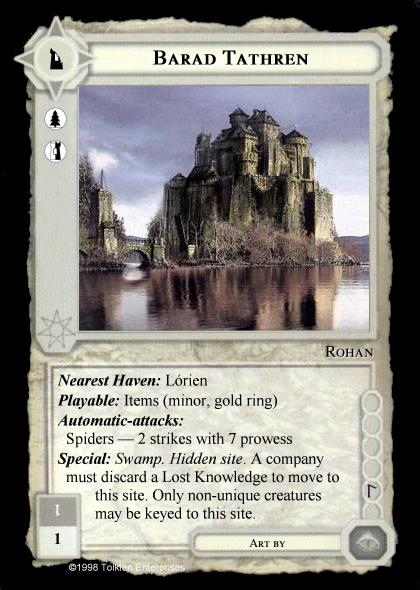 BARAD TATHREN
ROHAN
Nearest Haven: Lórien
Playable: Items (minor, gold ring)
Automatic-attacks:
Spiders — 2 strikes with 7 prowess
Special: Swamp. Hidden site. A company
must discard a Lost Knowledge to move to
this site. Only non-unique creatures
may be keyed to this site.
1
1
ART BY
©1998 Tolkien Enterprises